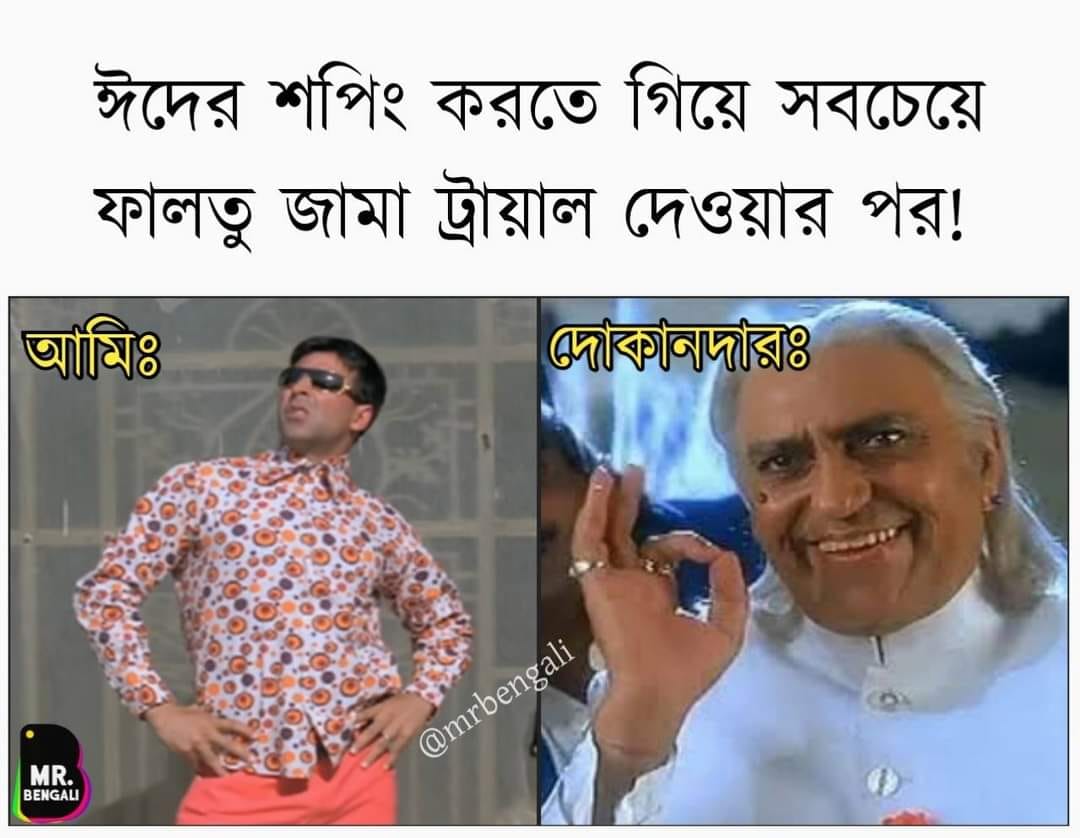 ঈদের শপিং করতে গিয়ে সবচেয়ে
ফালতু জামা ট্রায়াল দেওয়ার পর!
আমিঃ
দোকানদারঃ
@mrbengali
MR.
BENGALI